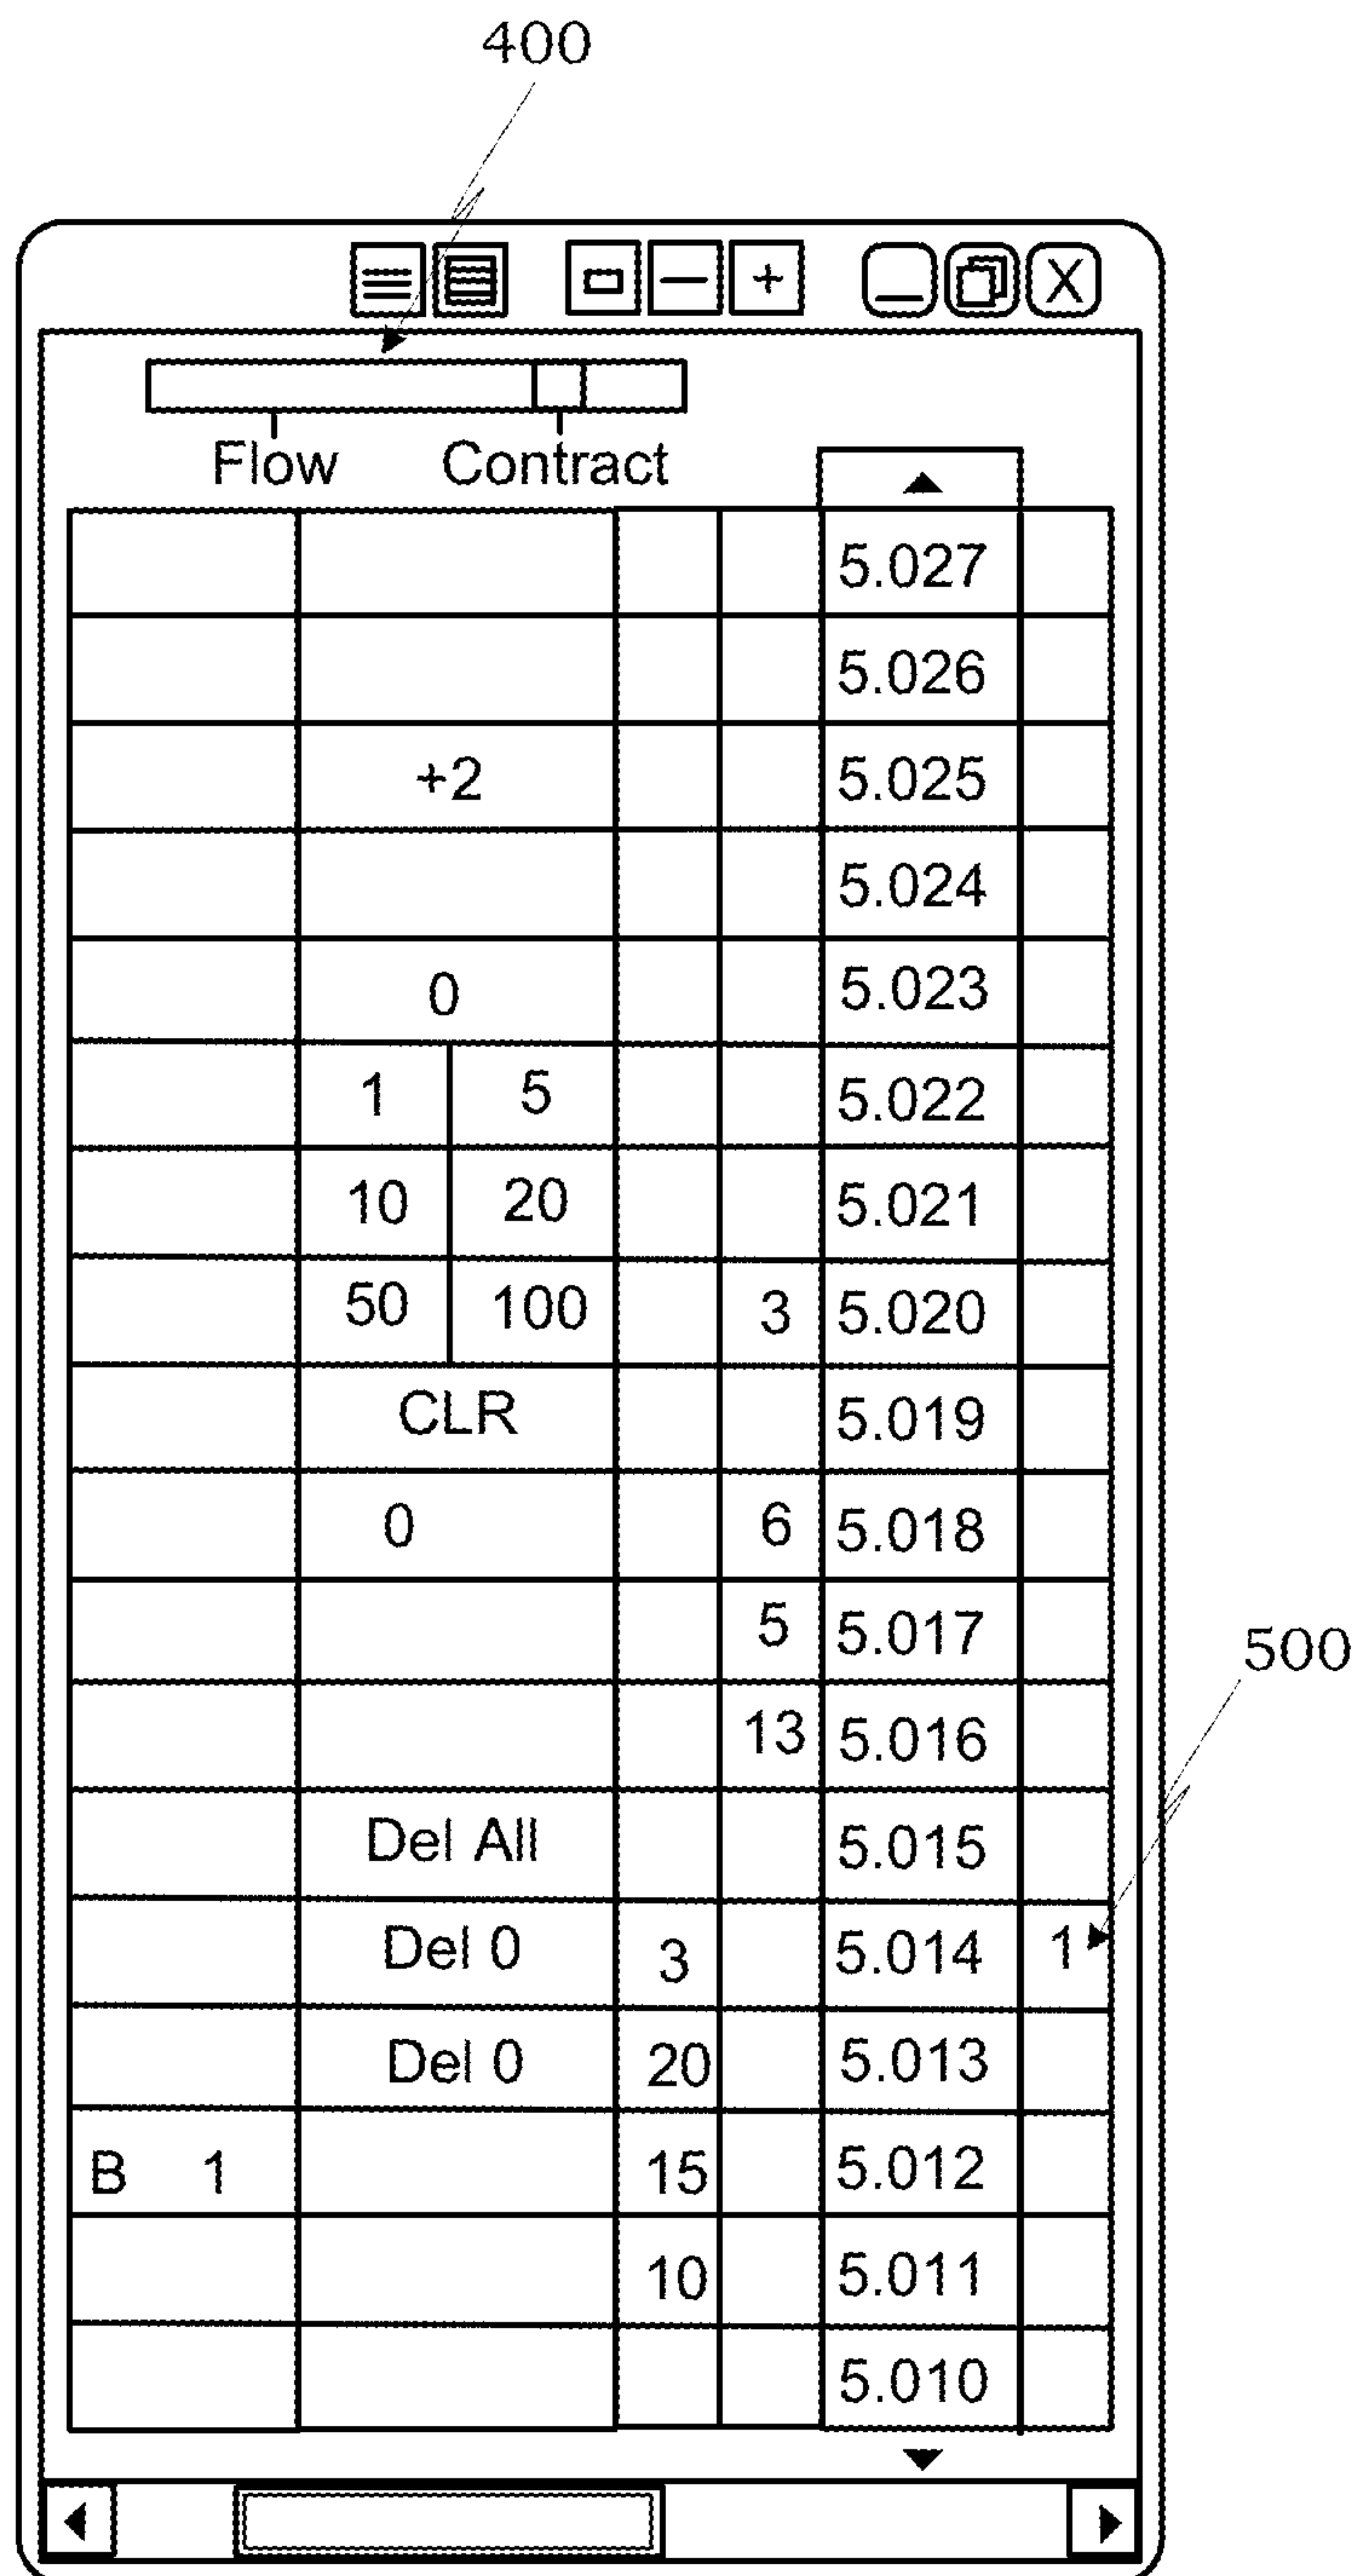 400
X
Flow Contract
5.027
5.026
+2 5.025
5.024
0 5.023
1 5 5.022
10 20 5.021
50 100 3 5.020
CLR 5.019
0 6 5.018
5 5.017
500
13 5.016
Del All 5.015
Del 0 3 5.014 1
Del 0 20 5.013
B 1 15 5.012
10 5.011
5.010